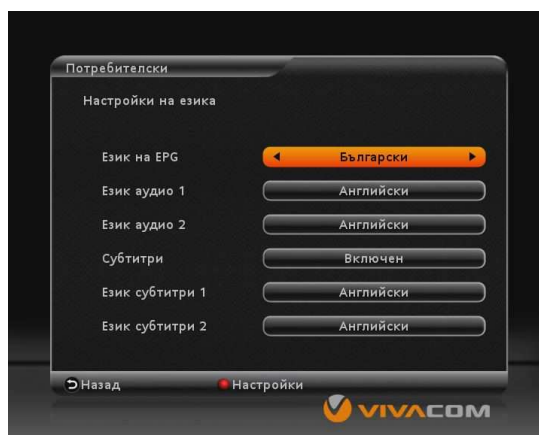 Потребителски
Настройки на езика
Език на EPG Български
Език аудио 1 Английски
Език аудио 2 Английски
Субтитри Включен
Език субтитри 1 Английски
Език субтитри 2 Английски
Назад Настройки
VIVACOM